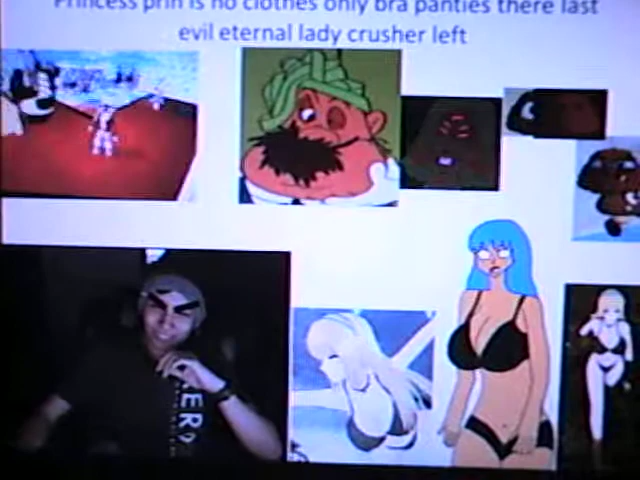 Princess prin is no clothes only bra panties there last
evil eternal lady crusher left